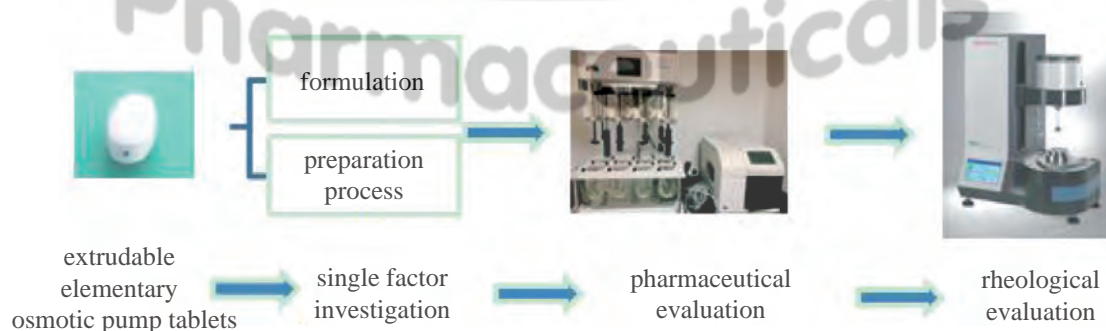 Pharmaceuticals
formulation
preparation
process
extrudable
elementary
osmotic pump tablets
single factor
investigation
pharmaceutical
evaluation
rheological
evaluation